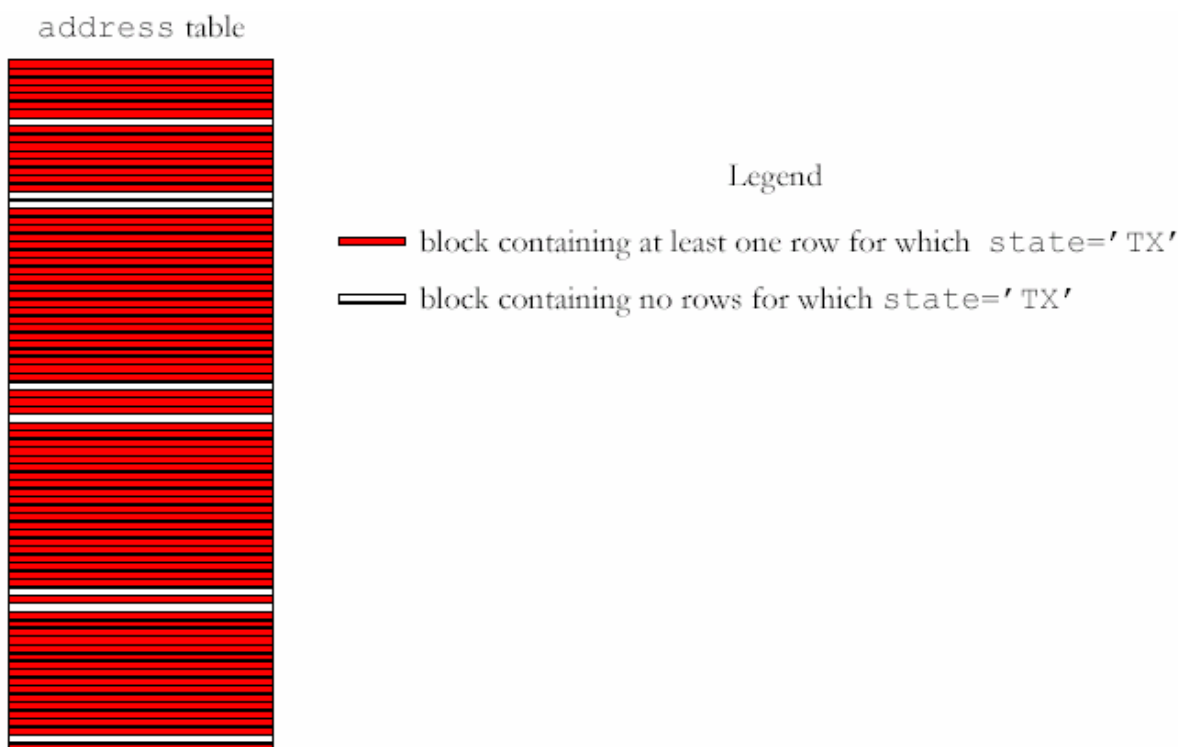 address table
Legend
block containing at least one row for which state='TX'
block containing no rows for which state='TX'